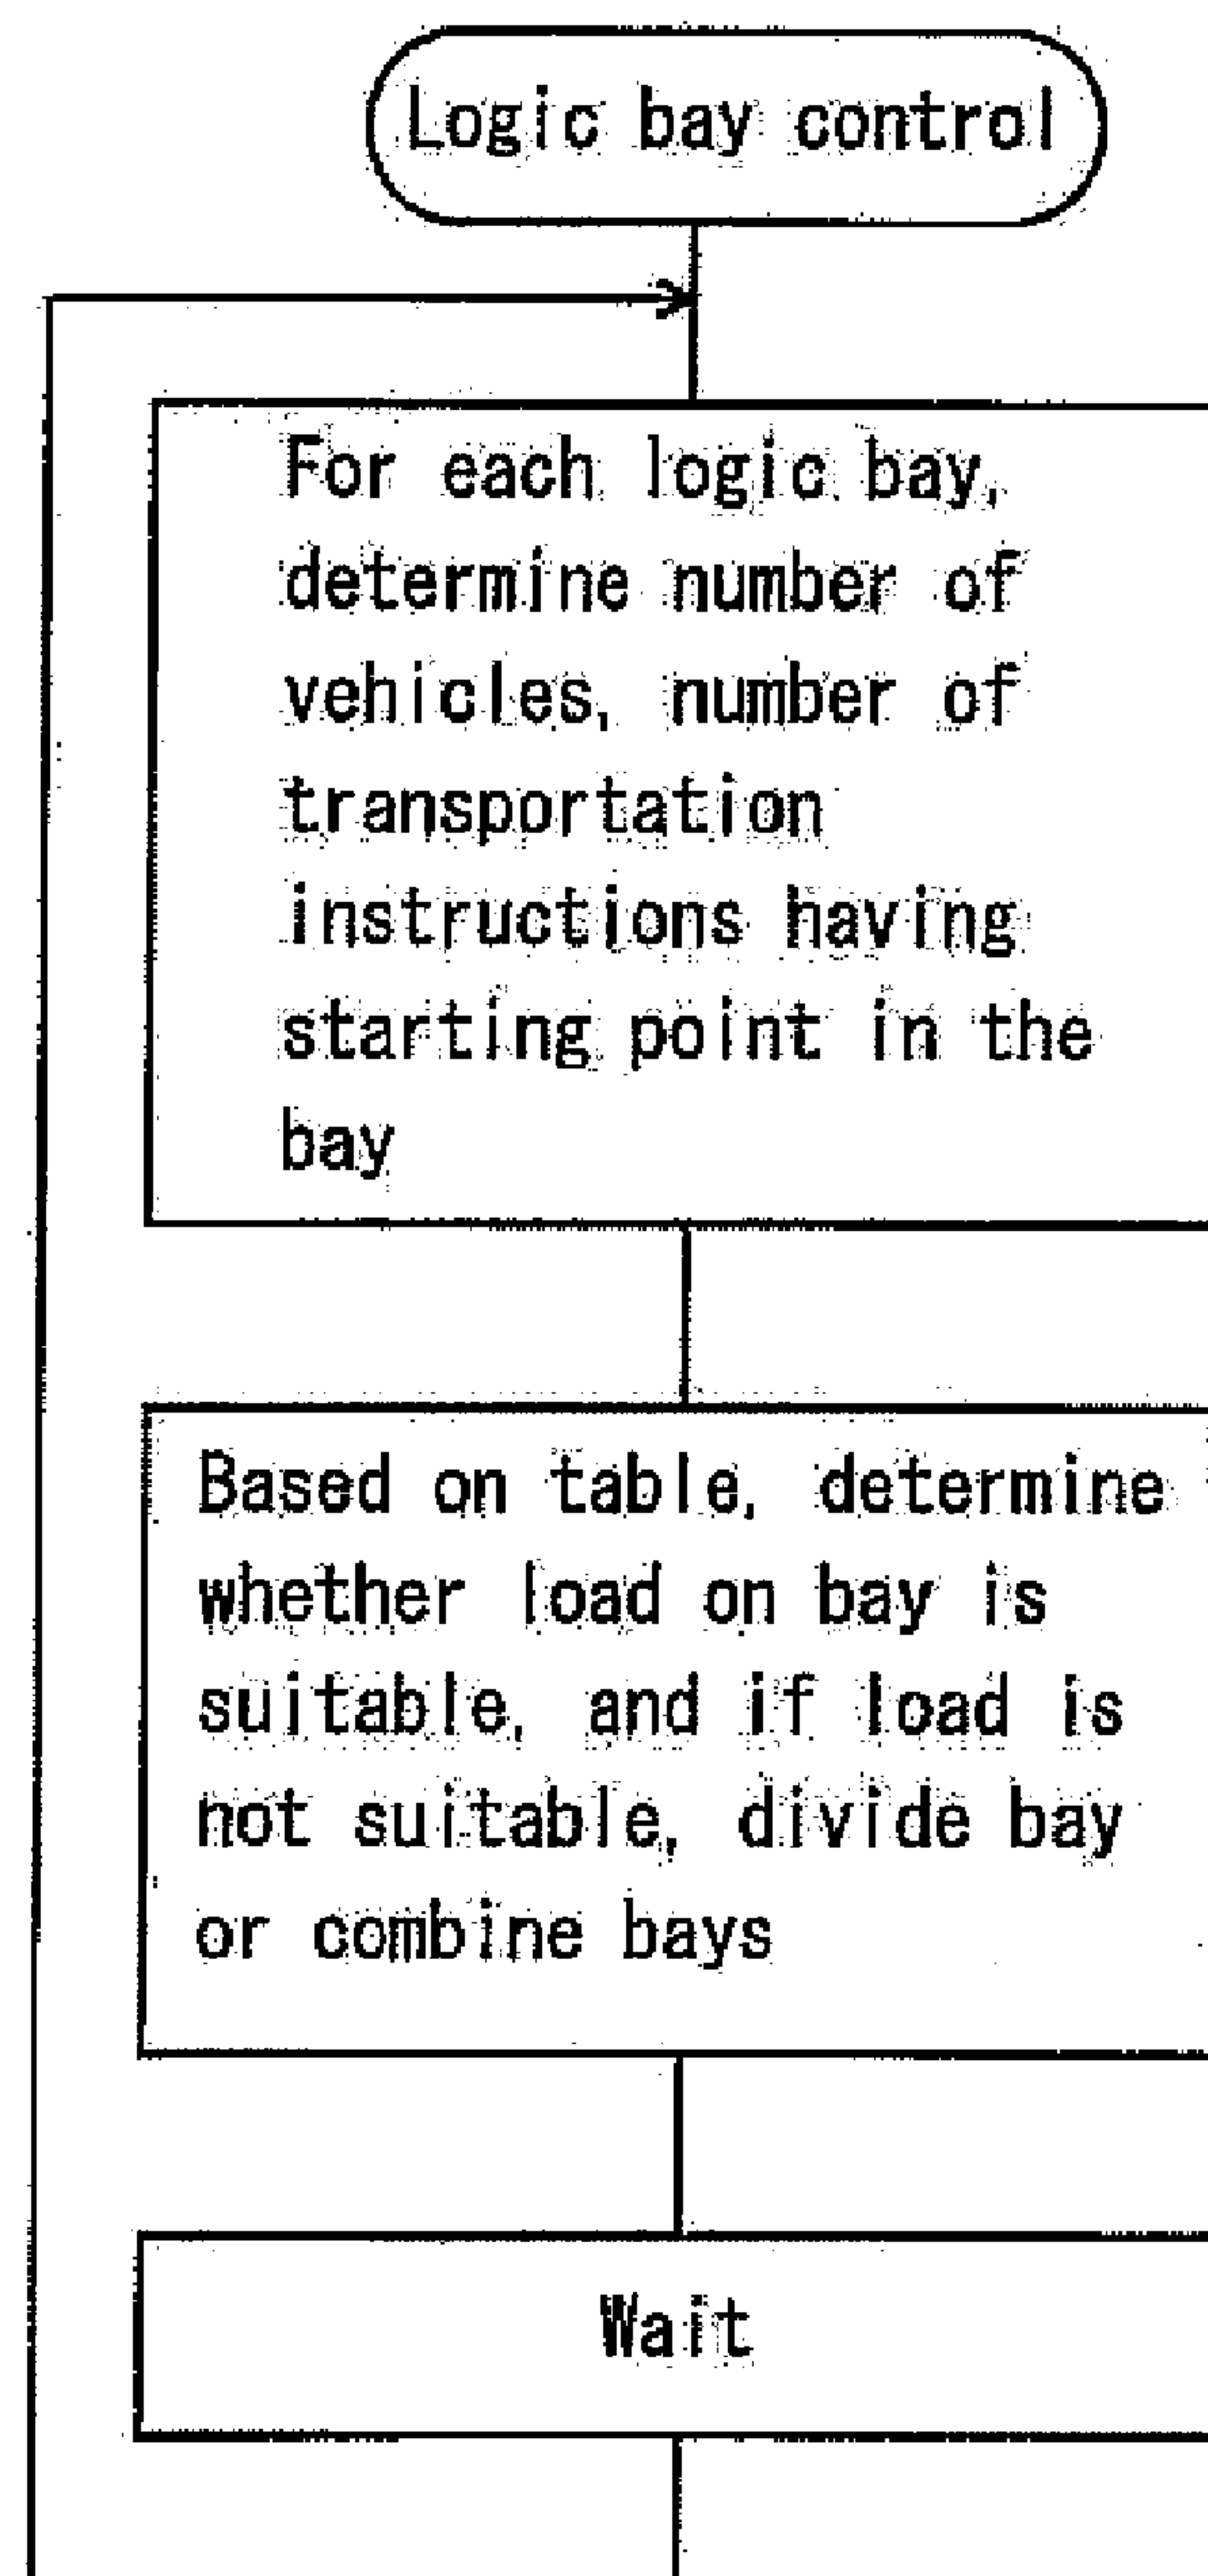 Logic bay control
For each logic bay,
determine number of
vehicles, number of
transportation
instructions having
starting point in the
bay
Based on table, determine
whether load on bay is
suitable, and if load is
not suitable, divide bay
or combine bays
Wait